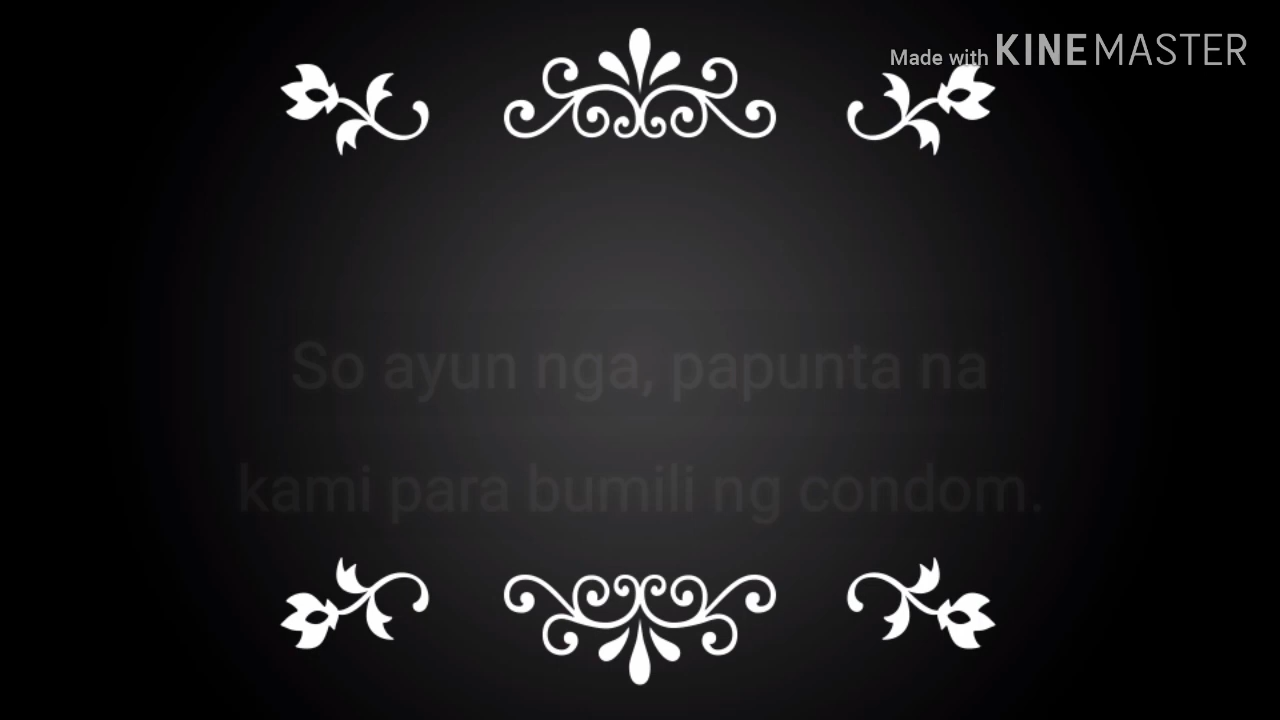 Made with KINEMASTER
So ayun nga, papunta na
kami para bumili ng condom.